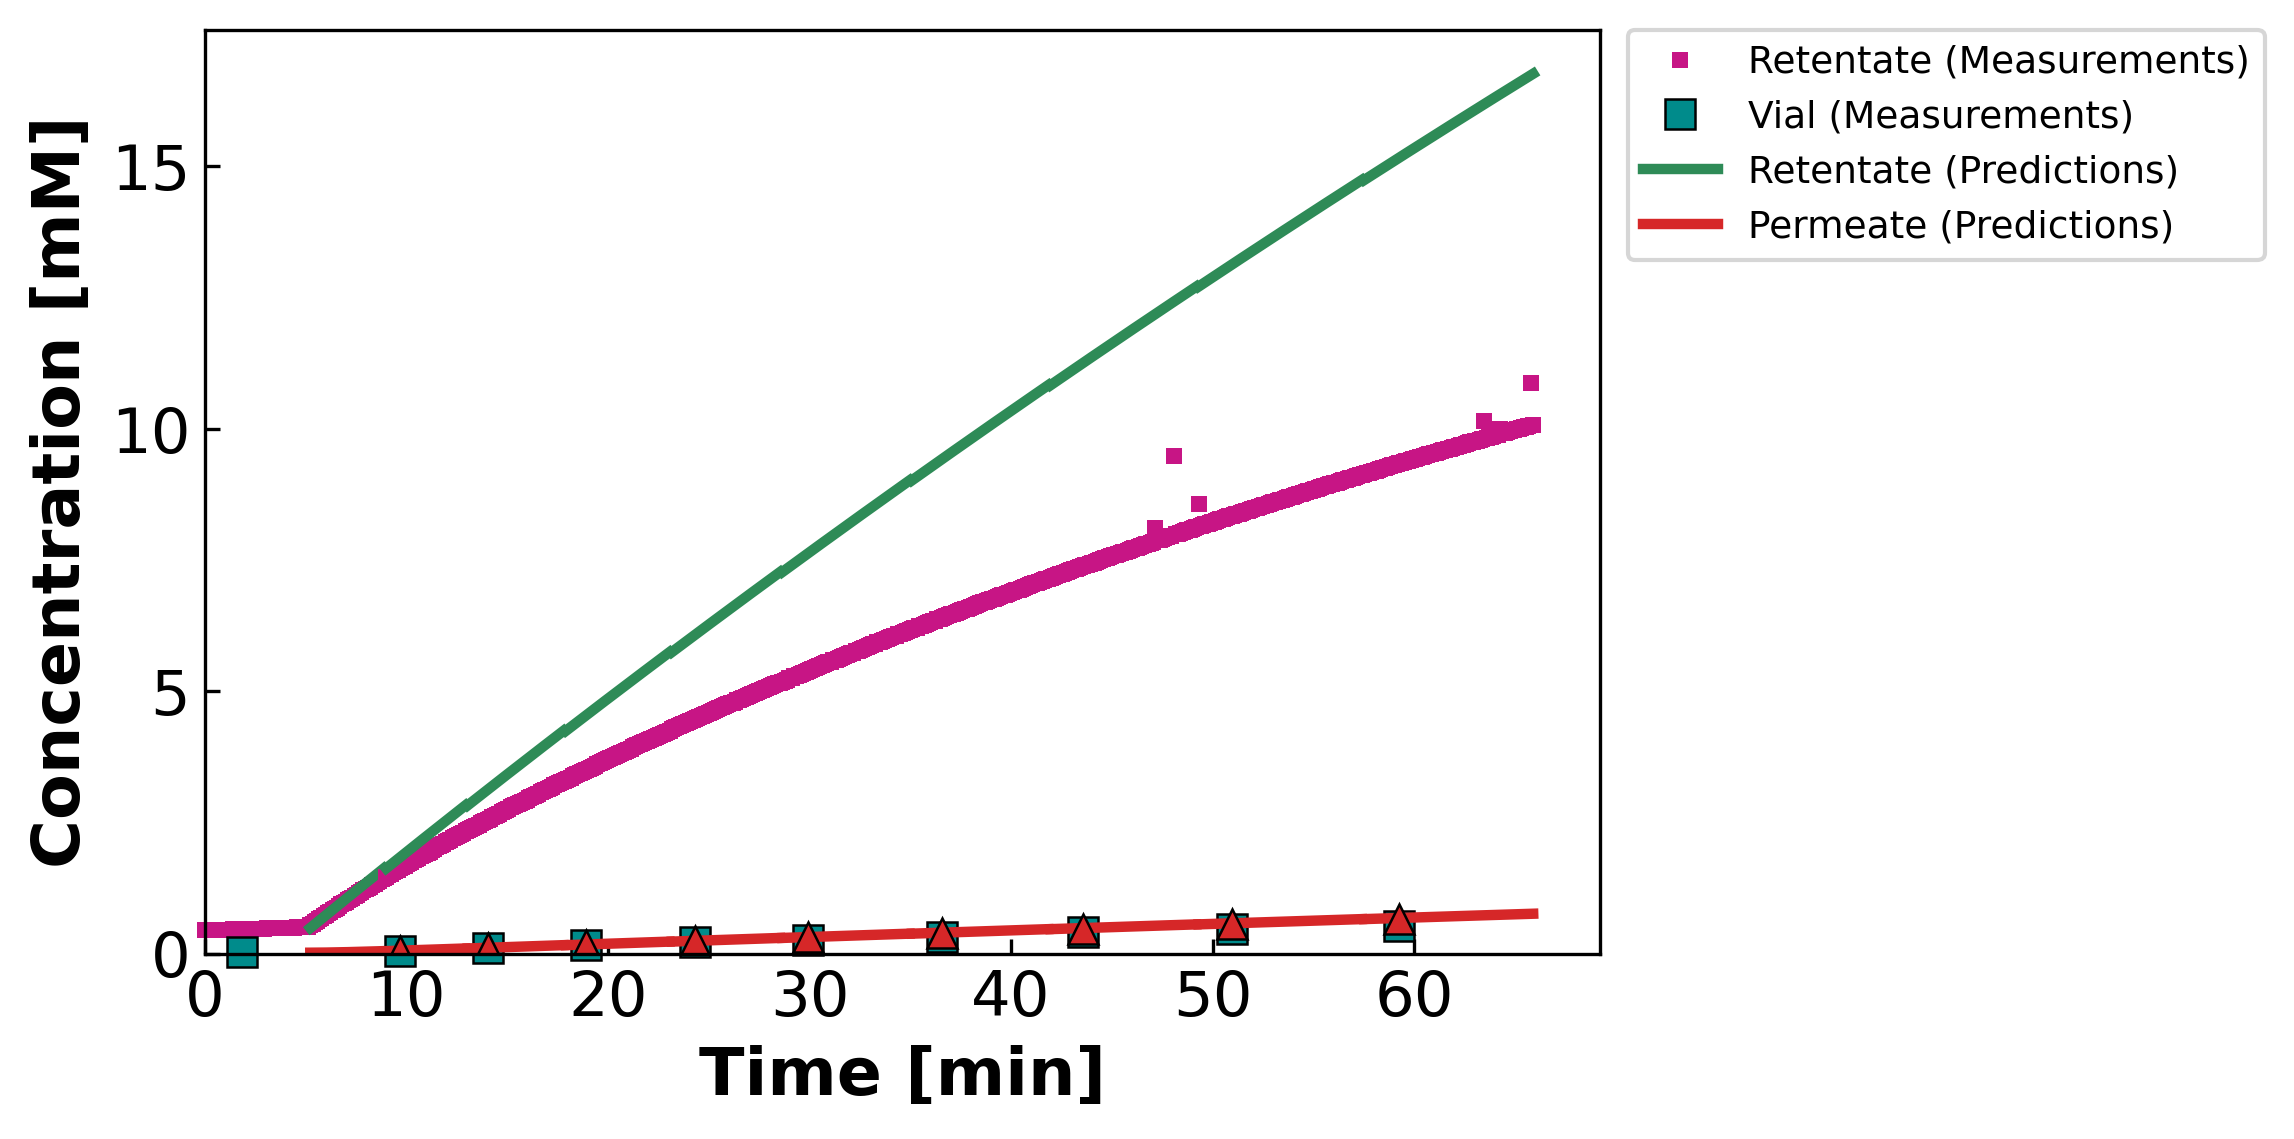 Concentration [mM]
15
10
5
0
0 10 20 30 40 50 60
Time [min]
Retentate (Measurements)
Vial (Measurements)
Retentate (Predictions)
Permeate (Predictions)